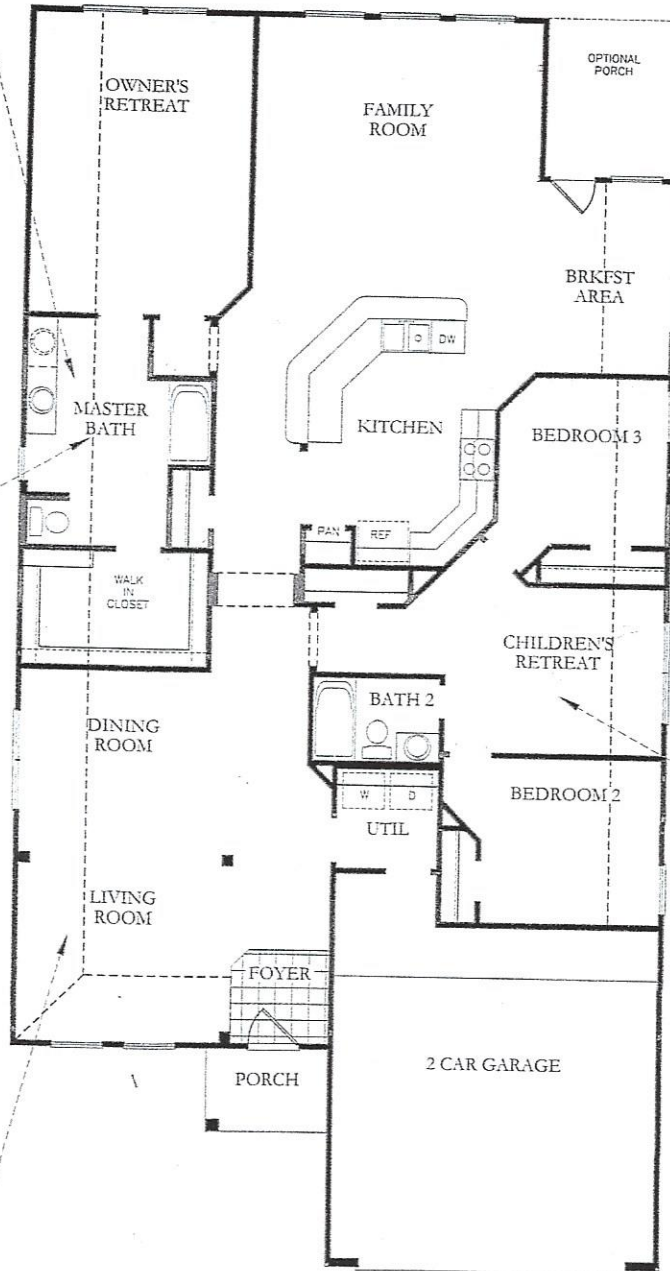 OWNER'S
RETREAT
FAMILY
ROOM
OPTIONAL
PORCH
BRKFST
AREA
DW
MASTER
BATH
KITCHEN
BEDROOM 3
PAN
REF
WALK
IN
CLOSET
CHILDREN'S
RETREAT
BATH 2
DINING
ROOM
W
D
UTIL
BEDROOM 2
LIVING
ROOM
FOYER
PORCH
2 CAR GARAGE